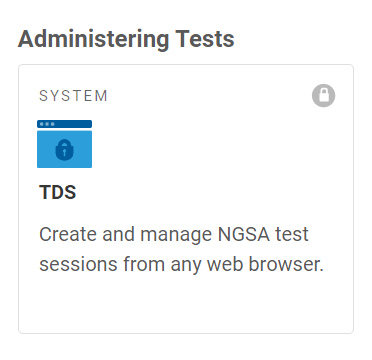 Administering Tests
SYSTEM
TDS
Create and manage NGSA test
sessions from any web browser.